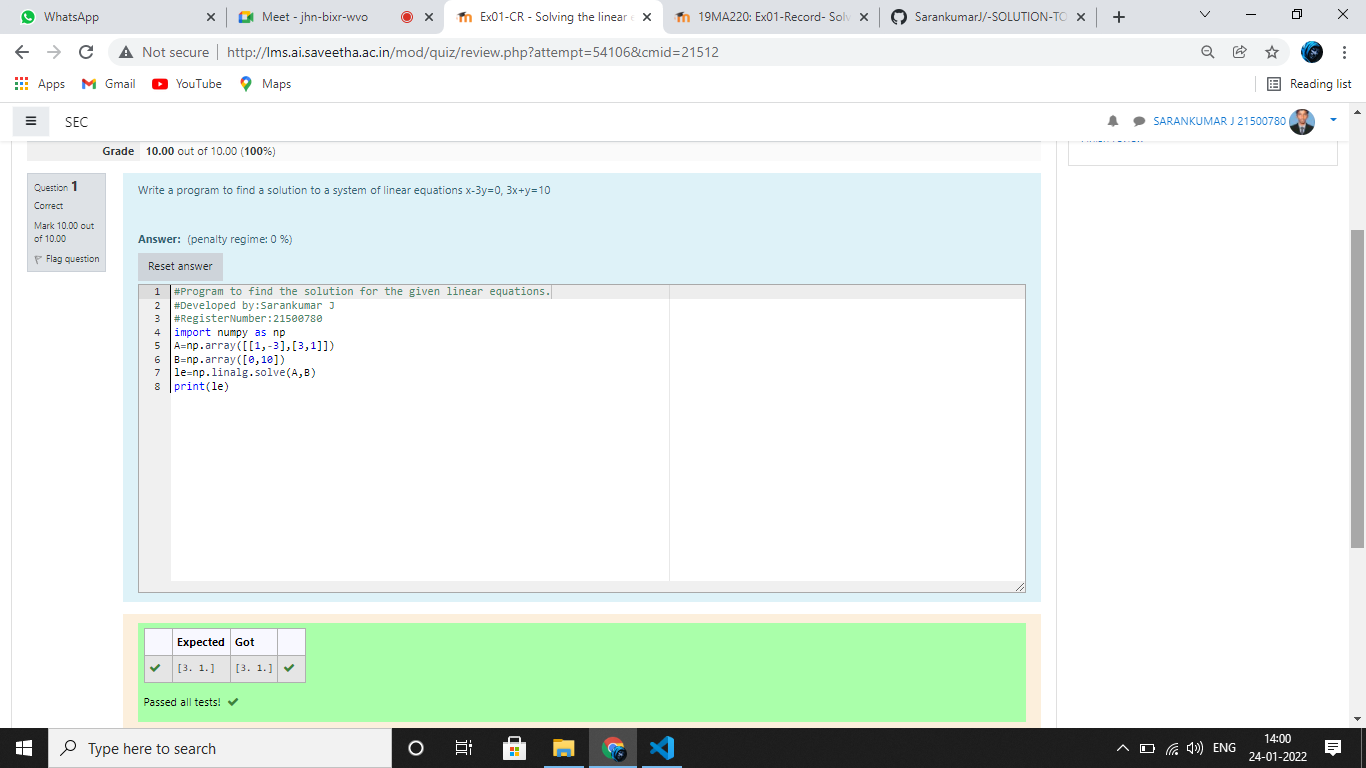 WhatsApp
Meet - jhn-bixr-wvo
Ex01-CR - Solving the linear
19MA220: Ex01-Record- Solv
SarankumarJ/-SOLUTION-TO
Not secure
http://lms.ai.saveetha.ac.in/mod/quiz/review.php?attempt=54106&cmid=21512
Apps
Gmail
YouTube
Maps
Reading list
SEC
SARANKUMAR J 21500780
Grade 10.00 out of 10.00 (100%)
Question 1
Correct
Mark 10.00 out
of 10.00
Flag question
Write a program to find a solution to a system of linear equations x-3y=0, 3x+y=10
Answer: (penalty regime: 0 %)
Reset answer
1 #Program to find the solution for the given linear equations.
2 #Developed by:Sarankumar J
3 #RegisterNumber:21500780
4 import numpy as np
5 A=np.array([[1,-3],[3,1]])
6 B=np.array([0,10])
7 le=np.linalg.solve(A,B)
8 print(le)
Expected Got
[3. 1.] [3. 1.]
Passed all tests!
Type here to search
ENG
14:00
24-01-2022